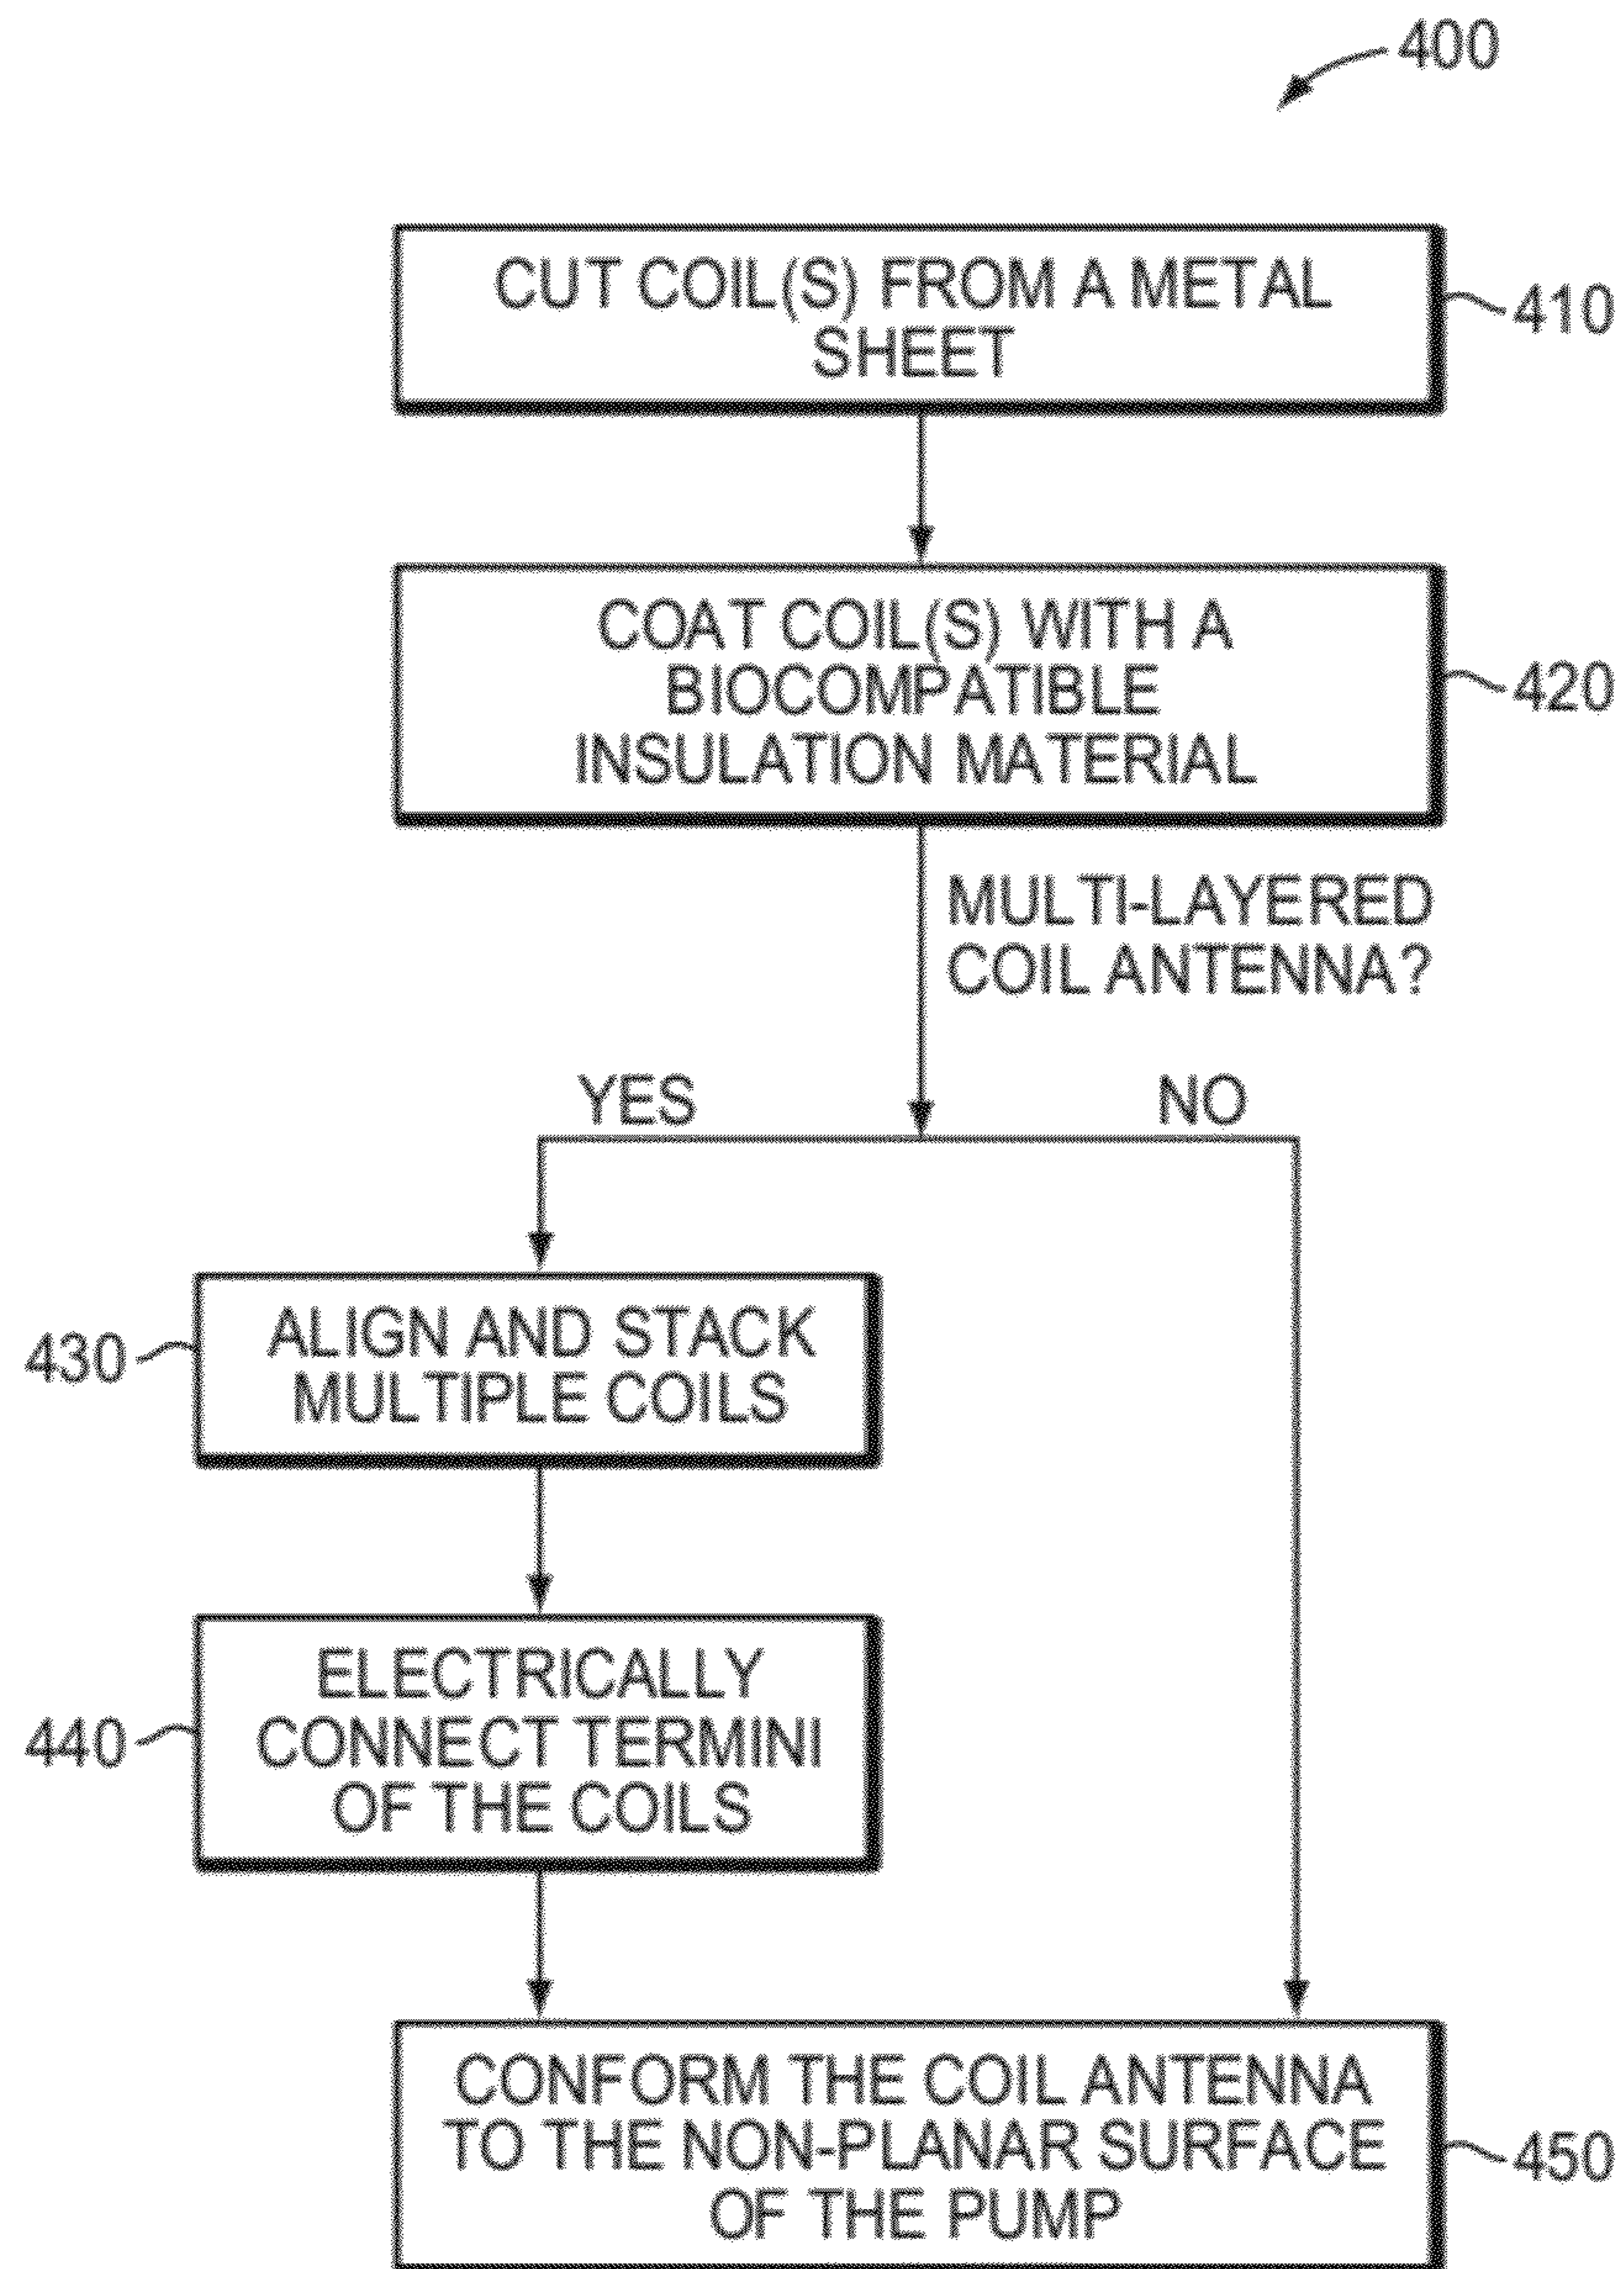 400
CUT COIL(S) FROM A METAL
SHEET
410
COAT COIL(S) WITH A
BIOCOMPATIBLE
INSULATION MATERIAL
420
MULTI-LAYERED
COIL ANTENNA?
YES
NO
430
ALIGN AND STACK
MULTIPLE COILS
440
ELECTRICALLY
CONNECT TERMINI
OF THE COILS
CONFORM THE COIL ANTENNA
TO THE NON-PLANAR SURFACE
OF THE PUMP
450